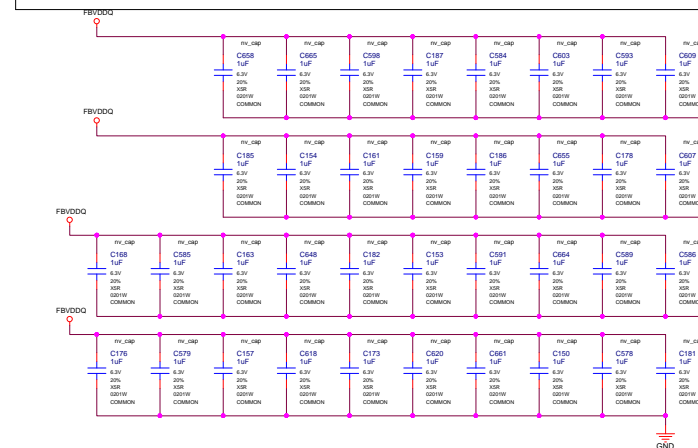 FBVDDQ
nv_cap nv_cap nv_cap nv_cap nv_cap nv_cap nv_cap nv_ca
C658 C665 C598 C187 C584 C603 C593 C609
1uF 1uF 1uF 1uF 1uF 1uF 1uF 1uF
6.3V 6.3V 6.3V 6.3V 6.3V 6.3V 6.3V 6.3V
20% 20% 20% 20% 20% 20% 20% 20%
X5R X5R X5R X5R X5R X5R X5R X5R
0201W 0201W 0201W 0201W 0201W 0201W 0201W 0201W
COMMON COMMON COMMON COMMON COMMON COMMON COMMON COMMO
FBVDDQ
nv_cap nv_cap nv_cap nv_cap nv_cap nv_cap nv_cap nv_ca
C185 C154 C161 C159 C186 C655 C178 C607
1uF 1uF 1uF 1uF 1uF 1uF 1uF 1uF
6.3V 6.3V 6.3V 6.3V 6.3V 6.3V 6.3V 6.3V
20% 20% 20% 20% 20% 20% 20% 20%
X5R X5R X5R X5R X5R X5R X5R X5R
0201W 0201W 0201W 0201W 0201W 0201W 0201W 0201W
COMMON COMMON COMMON COMMON COMMON COMMON COMMON COMMO
FBVDDQ
nv_cap nv_cap nv_cap nv_cap nv_cap nv_cap nv_cap nv_cap nv_cap nv_ca
C168 C585 C163 C648 C182 C153 C591 C664 C589 C586
1uF 1uF 1uF 1uF 1uF 1uF 1uF 1uF 1uF 1uF
6.3V 6.3V 6.3V 6.3V 6.3V 6.3V 6.3V 6.3V 6.3V 6.3V
20% 20% 20% 20% 20% 20% 20% 20% 20% 20%
X5R X5R X5R X5R X5R X5R X5R X5R X5R X5R
0201W 0201W 0201W 0201W 0201W 0201W 0201W 0201W 0201W 0201W
COMMON COMMON COMMON COMMON COMMON COMMON COMMON COMMON COMMON COMMO
FBVDDQ
nv_cap nv_cap nv_cap nv_cap nv_cap nv_cap nv_cap nv_cap nv_cap nv_ca
C176 C579 C157 C618 C173 C620 C661 C150 C578 C181
1uF 1uF 1uF 1uF 1uF 1uF 1uF 1uF 1uF 1uF
6.3V 6.3V 6.3V 6.3V 6.3V 6.3V 6.3V 6.3V 6.3V 6.3V
20% 20% 20% 20% 20% 20% 20% 20% 20% 20%
X5R X5R X5R X5R X5R X5R X5R X5R X5R X5R
0201W 0201W 0201W 0201W 0201W 0201W 0201W 0201W 0201W 0201W
COMMON COMMON COMMON COMMON COMMON COMMON COMMON COMMON COMMON COMMO
GND